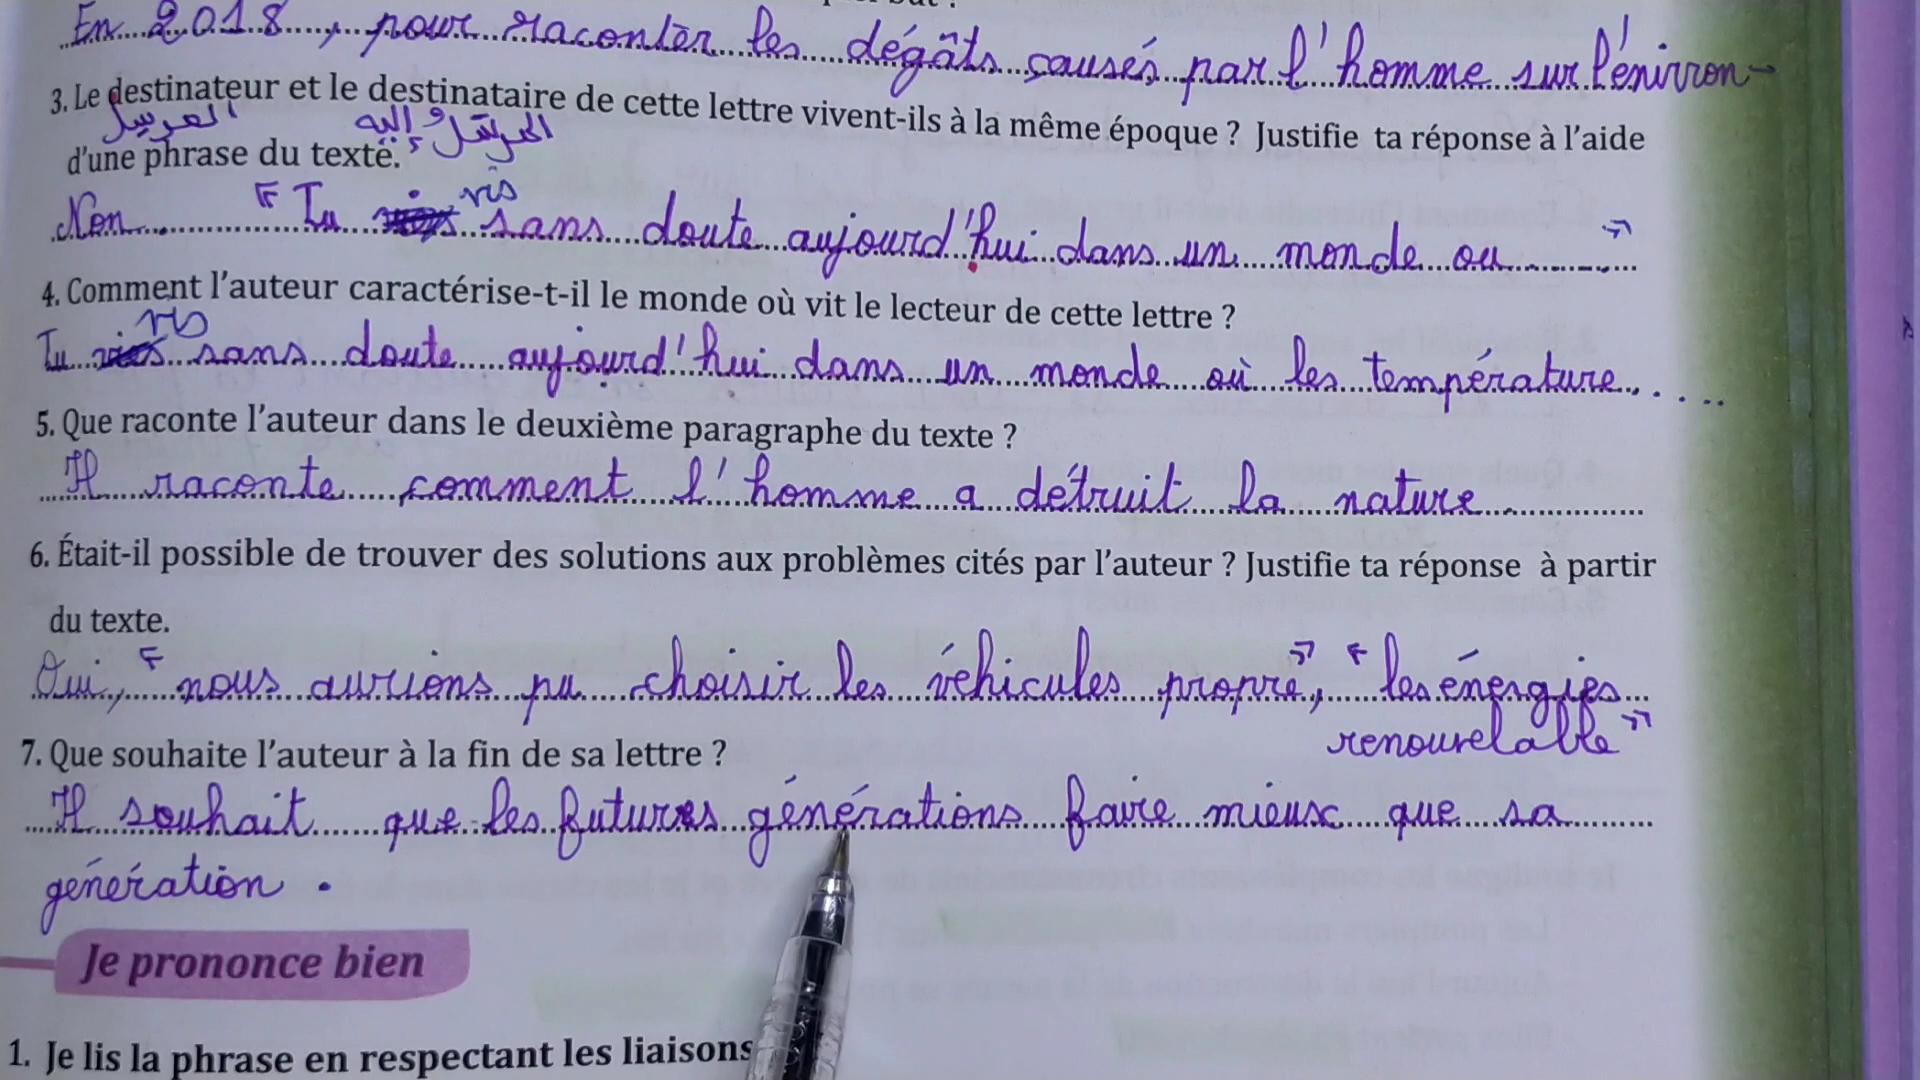 En 2018, pour raconter les dégâts causés par l'homme sur l'énirron-
3. Le destinateur et le destinataire de cette lettre vivent-ils à la même époque ? Justifie ta réponse à l'aide
المرسل المرسل إليه
d'une phrase du texte.
vis
Non « Tu sans doute aujourd'hui dans un monde ou ........ »
4. Comment l'auteur caractérise-t-il le monde où vit le lecteur de cette lettre ?
vis
Tu sans doute aujourd'hui dans un monde où les température....
5. Que raconte l'auteur dans le deuxième paragraphe du texte ?
Il raconte comment l'homme a détruit la nature
6. Était-il possible de trouver des solutions aux problèmes cités par l'auteur ? Justifie ta réponse à partir
du texte.
Oui, « nous aurions pu choisir les véhicules propre », « les énergies
renouvelable »
7. Que souhaite l'auteur à la fin de sa lettre ?
Il souhait que les futures générations faire mieux que sa
génération .
Je prononce bien
1. Je lis la phrase en respectant les liaisons